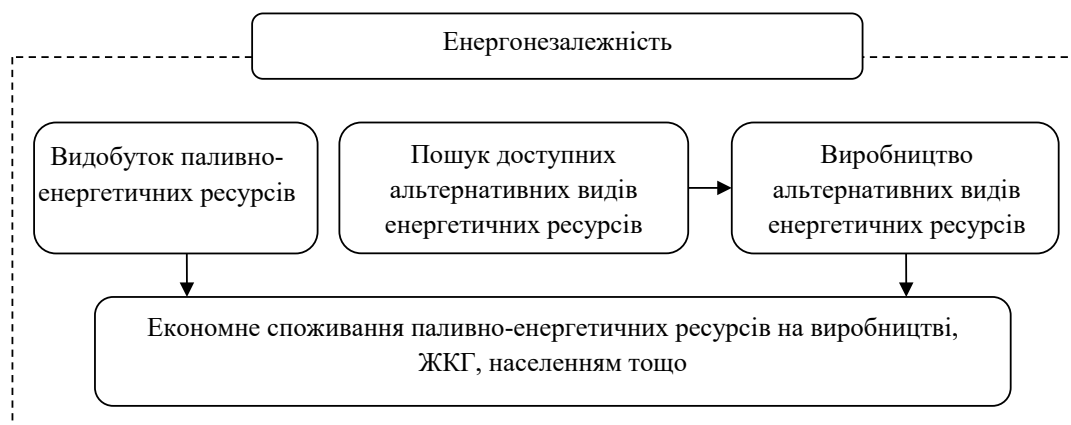 Енергонезалежність
Видобуток паливно-
енергетичних ресурсів
Пошук доступних
альтернативних видів
енергетичних ресурсів
Виробництво
альтернативних видів
енергетичних ресурсів
Економне споживання паливно-енергетичних ресурсів на виробництві,
ЖКГ, населенням тощо